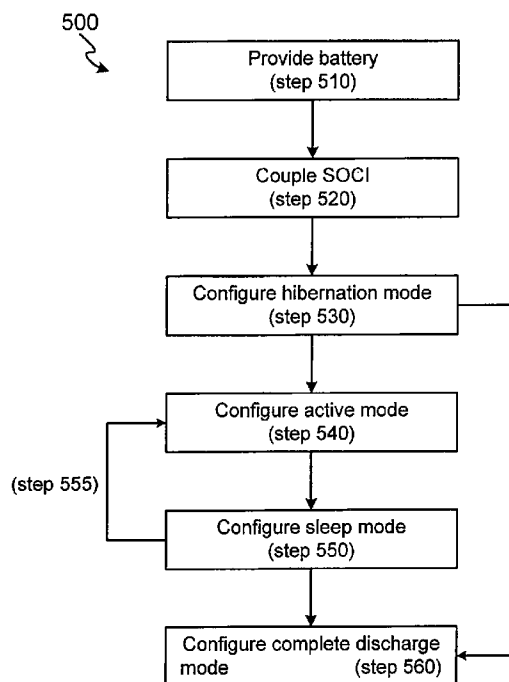 500
Provide battery
(step 510)
Couple SOCI
(step 520)
Configure hibernation mode
(step 530)
Configure active mode
(step 540)
(step 555)
Configure sleep mode
(step 550)
Configure complete discharge
mode (step 560)